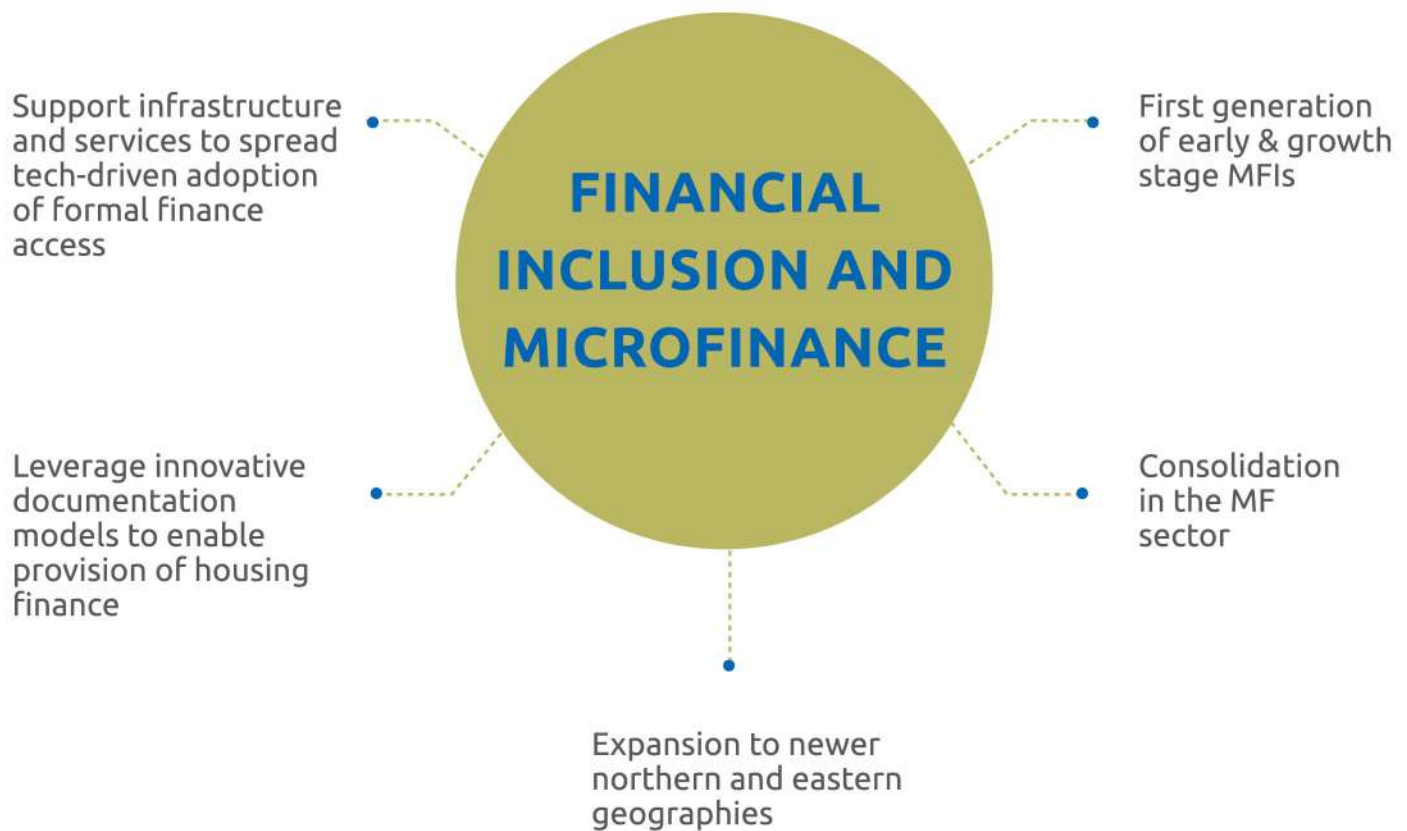 FINANCIAL
INCLUSION AND
MICROFINANCE
Support infrastructure
and services to spread
tech-driven adoption
of formal finance
access
First generation
of early & growth
stage MFIs
Leverage innovative
documentation
models to enable
provision of housing
finance
Consolidation
in the MF
sector
Expansion to newer
northern and eastern
geographies